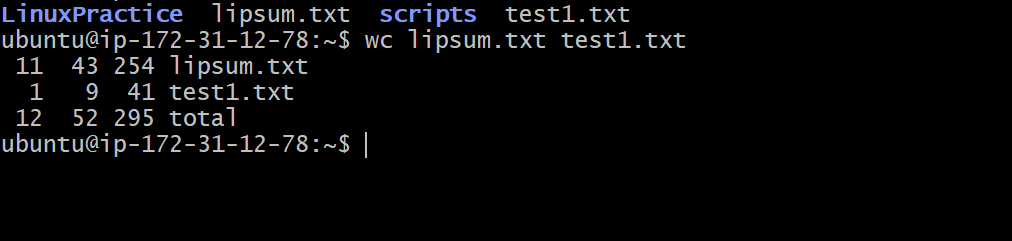 LinuxPractice  lipsum.txt  scripts  test1.txt
ubuntu@ip-172-31-12-78:~$ wc lipsum.txt test1.txt
 11  43 254 lipsum.txt
  1   9  41 test1.txt
 12  52 295 total
ubuntu@ip-172-31-12-78:~$